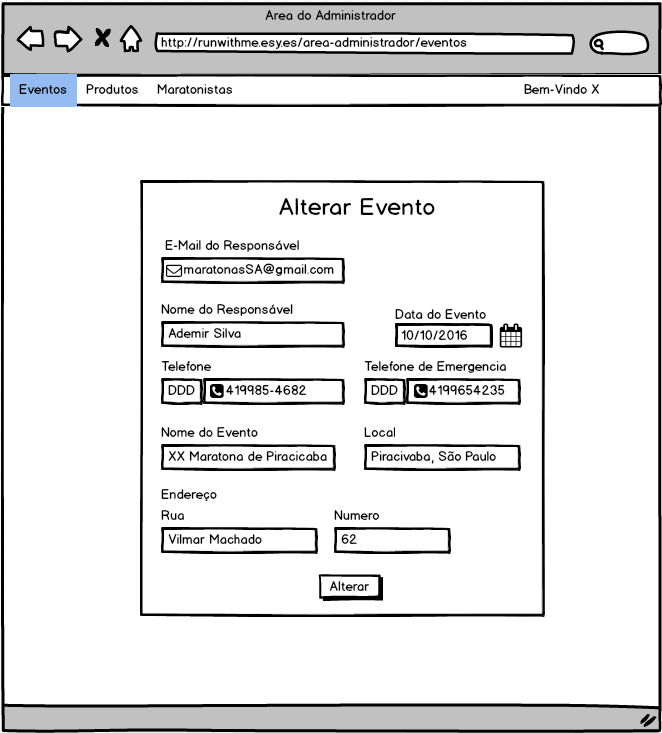 Area do Administrador
http://runwithme.esy.es/area-administrador/eventos
Eventos Produtos Maratonistas Bem-Vindo X
Alterar Evento
E-Mail do Responsável
maratonasSA@gmail.com
Nome do Responsável Data do Evento
Ademir Silva 10/10/2016
Telefone Telefone de Emergencia
DDD 419985-4682 DDD 4199654235
Nome do Evento Local
XX Maratona de Piracicaba Piracivaba, São Paulo
Endereço
Rua Numero
Vilmar Machado 62
Alterar